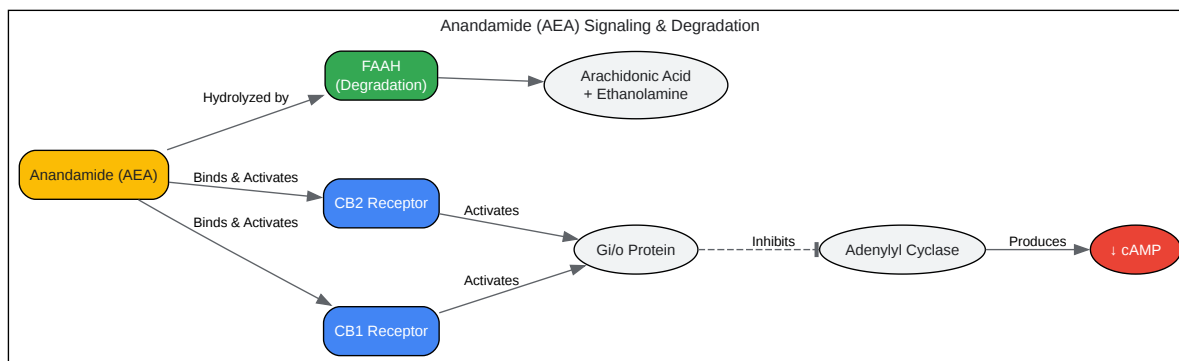 Anandamide (AEA) Signaling & Degradation
FAAH
(Degradation)
Arachidonic Acid
+ Ethanolamine
Hydrolyzed by
Anandamide (AEA)
Binds & Activates
CB2 Receptor
Binds & Activates
Activates
Gi/o Protein
Inhibits
Adenylyl Cyclase
Produces
↓ cAMP
Activates
CB1 Receptor